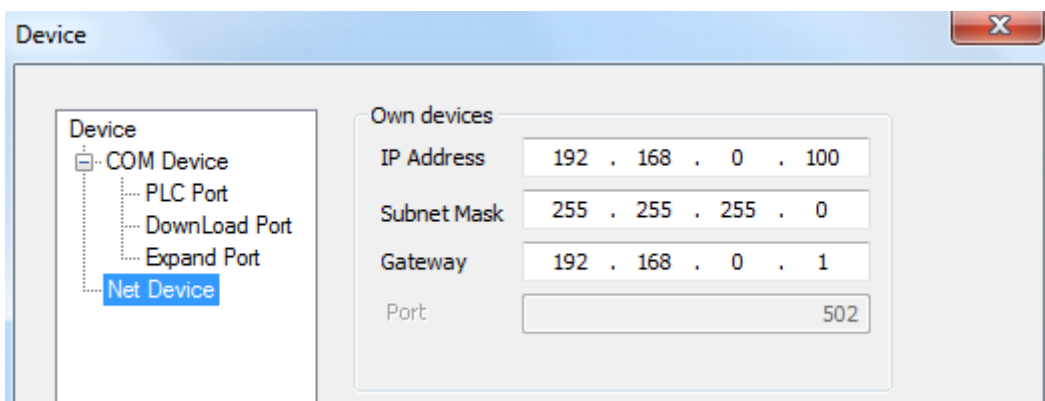 Device
Device
COM Device
PLC Port
DownLoad Port
Expand Port
Net Device
Own devices
IP Address 192 . 168 . 0 . 100
Subnet Mask 255 . 255 . 255 . 0
Gateway 192 . 168 . 0 . 1
Port 502